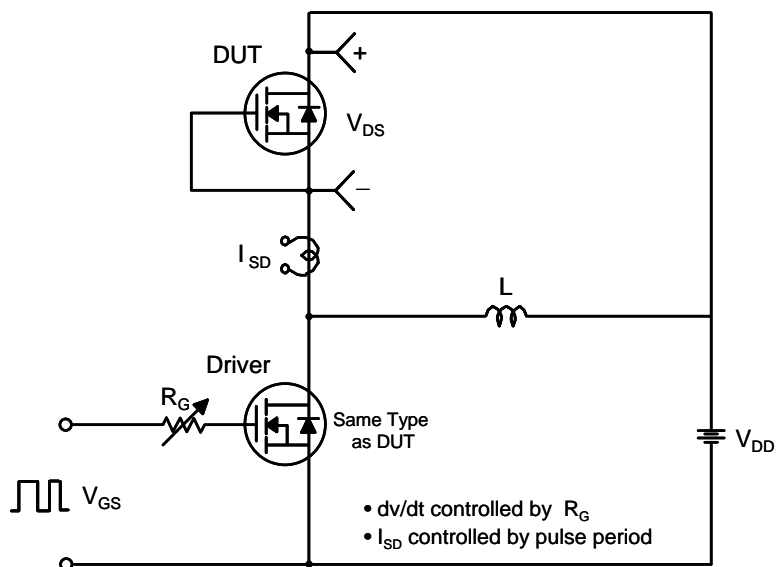 DUT
+
V_DS
–
I_SD
L
Driver
R_G
Same Type
as DUT
V_DD
V_GS
• dv/dt controlled by R_G
• I_SD controlled by pulse period